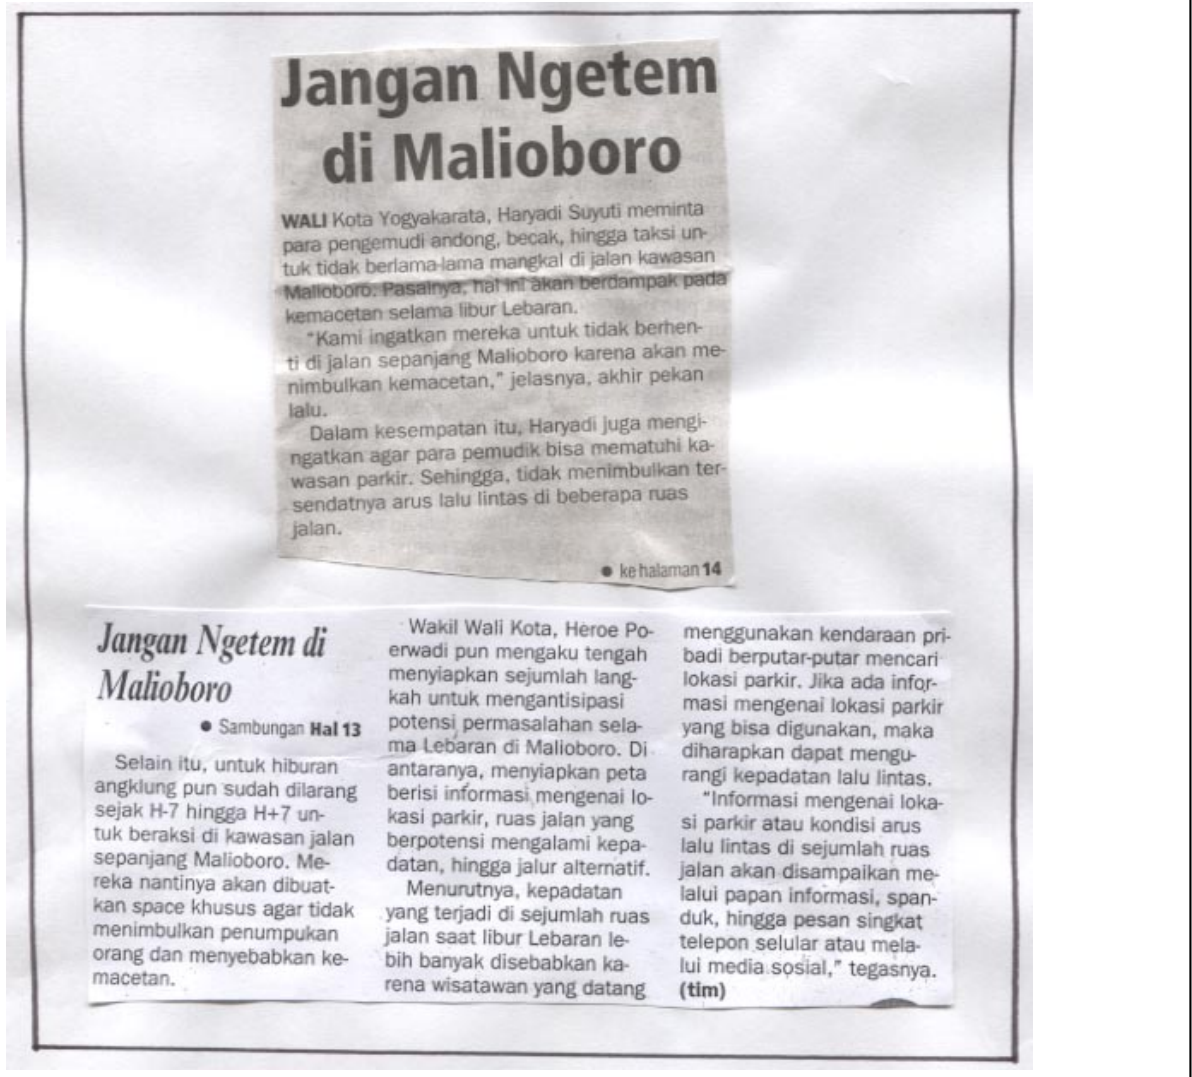 Jangan Ngetem
di Malioboro
WALI Kota Yogyakarata, Haryadi Suyuti meminta
para pengemudi andong, becak, hingga taksi un-
tuk tidak berlama-lama mangkal di jalan kawasan
Malioboro. Pasalnya, hal ini akan berdampak pada
kemacetan selama libur Lebaran.
"Kami ingatkan mereka untuk tidak berhen-
ti di jalan sepanjang Malioboro karena akan me-
nimbulkan kemacetan," jelasnya, akhir pekan
lalu.
Dalam kesempatan itu, Haryadi juga mengi-
ngatkan agar para pemudik bisa mematuhi ka-
wasan parkir. Sehingga, tidak menimbulkan ter-
sendatnya arus lalu lintas di beberapa ruas
jalan.
● ke halaman 14
Jangan Ngetem di
Malioboro
● Sambungan Hal 13
Selain itu, untuk hiburan
angklung pun sudah dilarang
sejak H-7 hingga H+7 un-
tuk beraksi di kawasan jalan
sepanjang Malioboro. Me-
reka nantinya akan dibuat-
kan space khusus agar tidak
menimbulkan penumpukan
orang dan menyebabkan ke-
macetan.
Wakil Wali Kota, Heroe Po-
erwadi pun mengaku tengah
menyiapkan sejumlah lang-
kah untuk mengantisipasi
potensi permasalahan sela-
ma Lebaran di Malioboro. Di
antaranya, menyiapkan peta
berisi informasi mengenai lo-
kasi parkir, ruas jalan yang
berpotensi mengalami kepa-
datan, hingga jalur alternatif.
Menurutnya, kepadatan
yang terjadi di sejumlah ruas
jalan saat libur Lebaran le-
bih banyak disebabkan ka-
rena wisatawan yang datang
menggunakan kendaraan pri-
badi berputar-putar mencari
lokasi parkir. Jika ada infor-
masi mengenai lokasi parkir
yang bisa digunakan, maka
diharapkan dapat mengu-
rangi kepadatan lalu lintas.
"Informasi mengenai loka-
si parkir atau kondisi arus
lalu lintas di sejumlah ruas
jalan akan disampaikan me-
lalui papan informasi, span-
duk, hingga pesan singkat
telepon selular atau mela-
lui media sosial," tegasnya.
(tim)